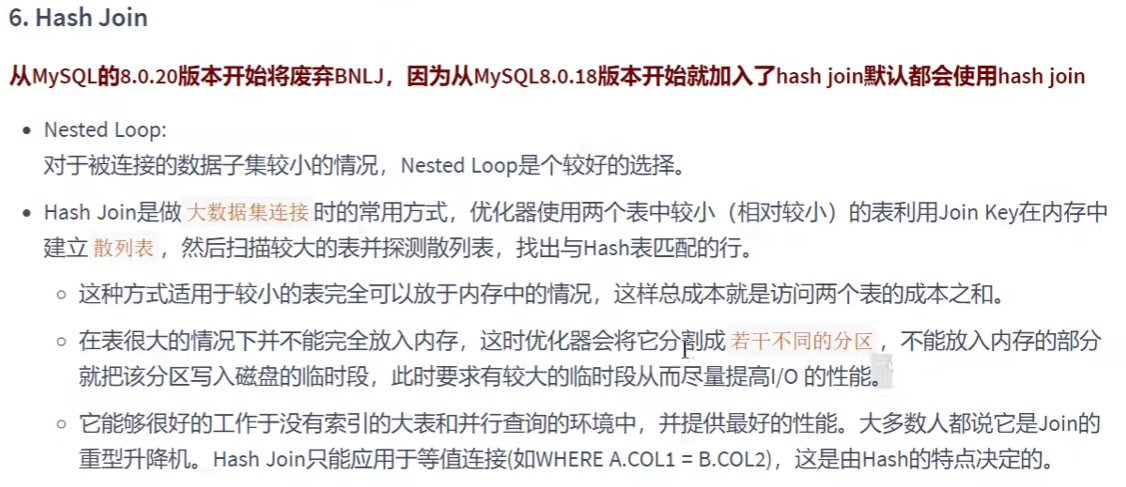 6. Hash Join
从MySQL的8.0.20版本开始将废弃BNLJ，因为从MySQL8.0.18版本开始就加入了hash join默认都会使用hash join
Nested Loop:
对于被连接的数据子集较小的情况，Nested Loop是个较好的选择。
Hash Join是做 大数据集连接 时的常用方式，优化器使用两个表中较小（相对较小）的表利用Join Key在内存中
建立 散列表 ，然后扫描较大的表并探测散列表，找出与Hash表匹配的行。
这种方式适用于较小的表完全可以放于内存中的情况，这样总成本就是访问两个表的成本之和。
在表很大的情况下并不能完全放入内存，这时优化器会将它分割成 若干不同的分区 ，不能放入内存的部分
就把该分区写入磁盘的临时段，此时要求有较大的临时段从而尽量提高I/O 的性能。
它能够很好的工作于没有索引的大表和并行查询的环境中，并提供最好的性能。大多数人都说它是Join的
重型升降机。Hash Join只能应用于等值连接(如WHERE A.COL1 = B.COL2)，这是由Hash的特点决定的。